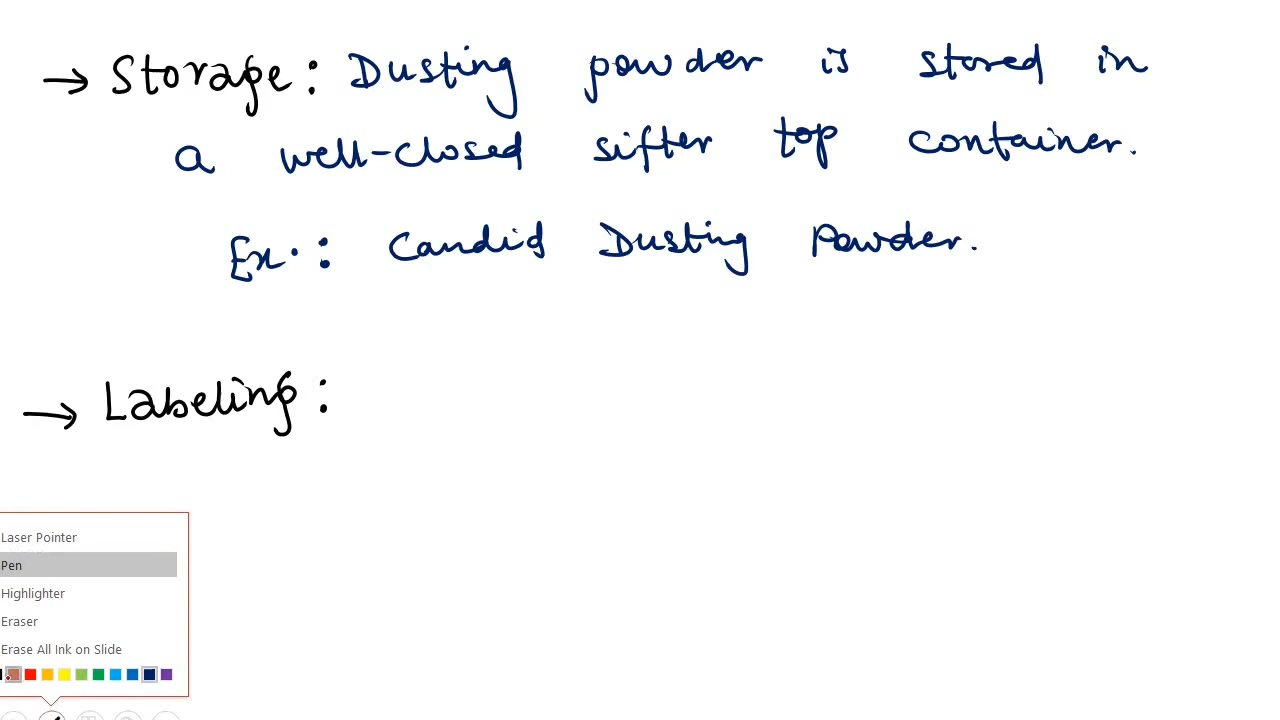 → Storage: Dusting powder is stored in
a well-closed sifter top container.
Ex.: Candid Dusting Powder.
→ Labeling:
Laser Pointer
Pen
Highlighter
Eraser
Erase All Ink on Slide